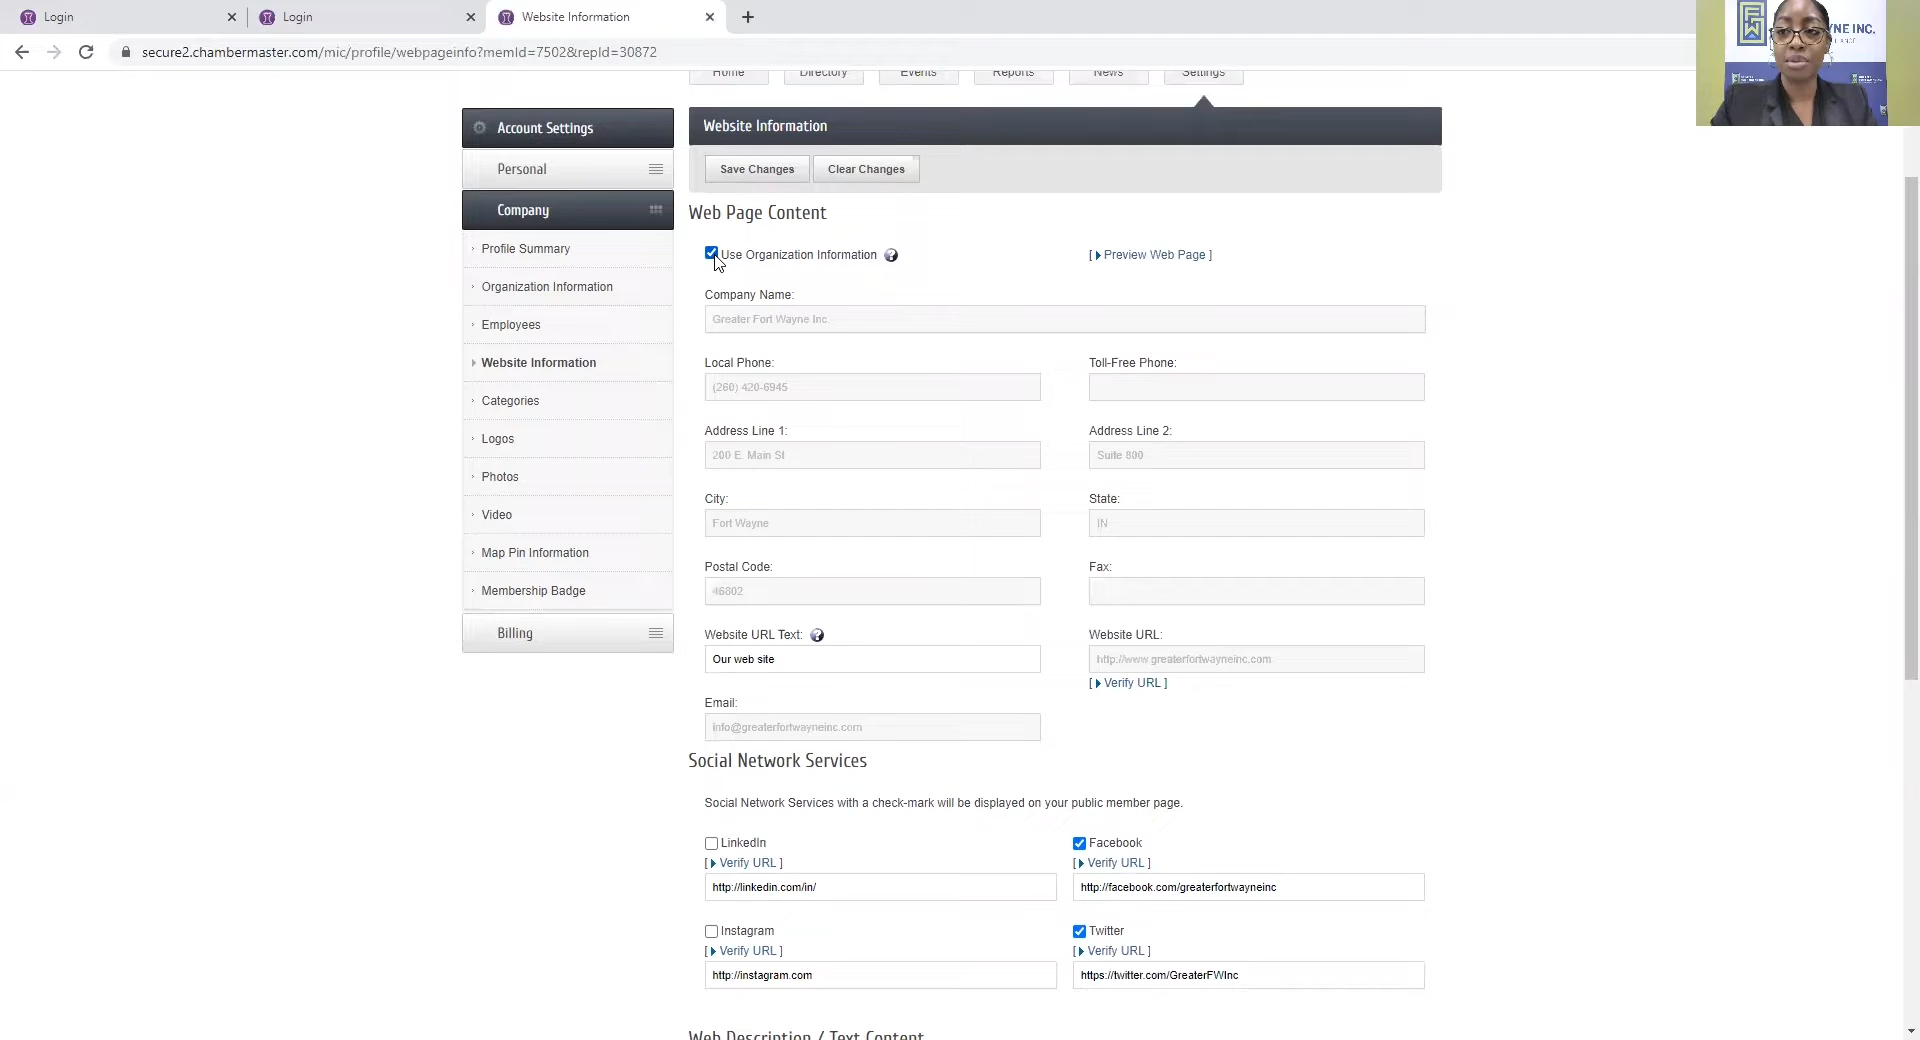 Login
Login
Website Information
secure2.chambermaster.com/mic/profile/webpageinfo?memId=7502&repId=30872
YNE INC.
Home Directory Events Reports News Settings
Account Settings
Personal
Company
Profile Summary
Organization Information
Employees
Website Information
Categories
Logos
Photos
Video
Map Pin Information
Membership Badge
Billing
Website Information
Save Changes Clear Changes
Web Page Content
Use Organization Information ? [ Preview Web Page ]
Company Name:
Greater Fort Wayne Inc.
Local Phone: Toll-Free Phone:
(260) 420-6945
Address Line 1: Address Line 2:
200 E. Main St Suite 800
City: State:
Fort Wayne IN
Postal Code: Fax:
46802
Website URL Text: ? Website URL:
Our web site http://www.greaterfortwayneinc.com
[ Verify URL ]
Email:
info@greaterfortwayneinc.com
Social Network Services
Social Network Services with a check-mark will be displayed on your public member page.
LinkedIn Facebook
[ Verify URL ] [ Verify URL ]
http://linkedin.com/in/ http://facebook.com/greaterfortwayneinc
Instagram Twitter
[ Verify URL ] [ Verify URL ]
http://instagram.com https://twitter.com/GreaterFWInc
Web Description / Text Content